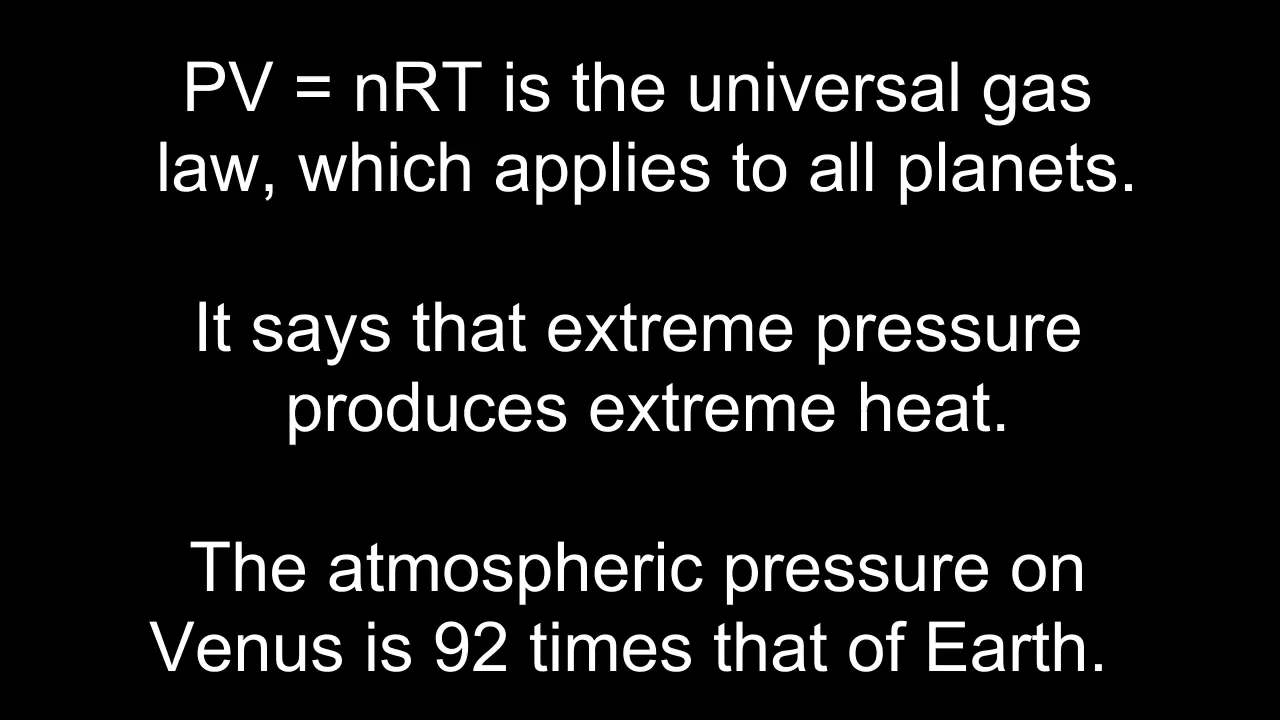 PV = nRT is the universal gas
law, which applies to all planets.
It says that extreme pressure
produces extreme heat.
The atmospheric pressure on
Venus is 92 times that of Earth.